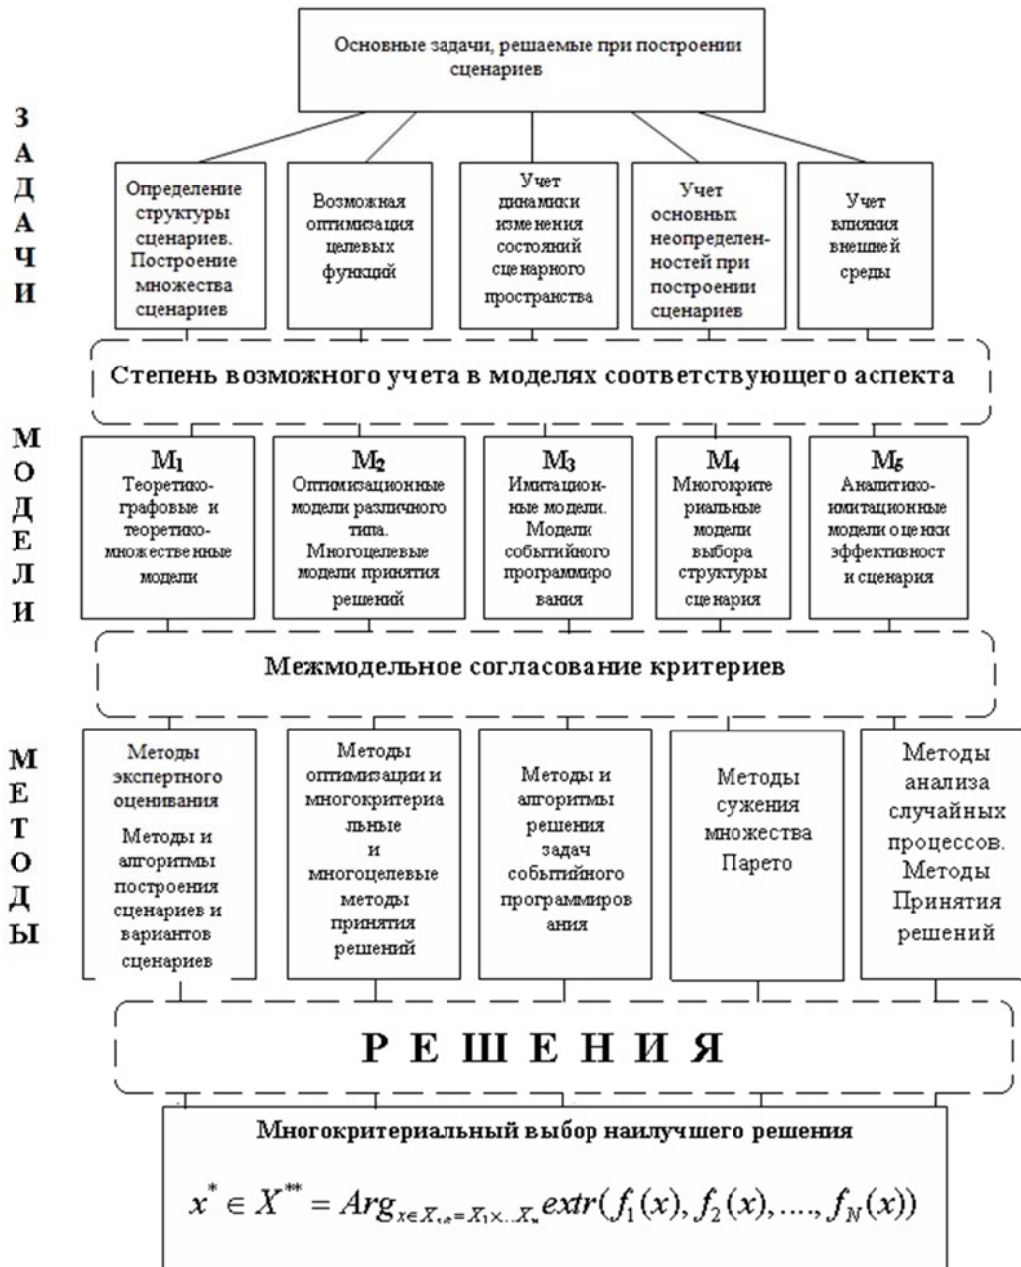 Основные задачи, решаемые при построении
сценариев
ЗАДАЧИ
Определение
структуры
сценариев.
Построение
множества
сценариев
Возможная
оптимизация
целевых
функций
Учет
динамики
изменения
состояний
сценарного
пространства
Учет
основных
неопределен-
ностей при
построении
сценариев
Учет
влияния
внешней
среды
Степень возможного учета в моделях соответствующего аспекта
МОДЕЛИ
M1
Теоретико-
графовые и
теоретико-
множественные
модели
M2
Оптимизационные
модели различного
типа.
Многоцелевые
модели принятия
решений
M3
Имитацион-
ные модели.
Модели
событийного
программиро
вания
M4
Многокрите
риальные
модели
выбора
структуры
сценария
M5
Аналитико-
имитационные
модели оценки
эффективност
и сценария
Межмодельное согласование критериев
МЕТОДЫ
Методы
экспертного
оценивания
Методы и
алгоритмы
построения
сценариев и
вариантов
сценариев
Методы
оптимизации и
многокритериа
льные
и
многоцелевые
методы
принятия
решений
Методы и
алгоритмы
решения
задач
событийного
программиров
ания
Методы
сужения
множества
Парето
Методы
анализа
случайных
процессов.
Методы
Принятия
решений
Р Е Ш Е Н И Я
Многокритериальный выбор наилучшего решения
x* ∈ X** = Arg x∈X =X1×...X extr(f1(x), f2(x), ...., fN(x))